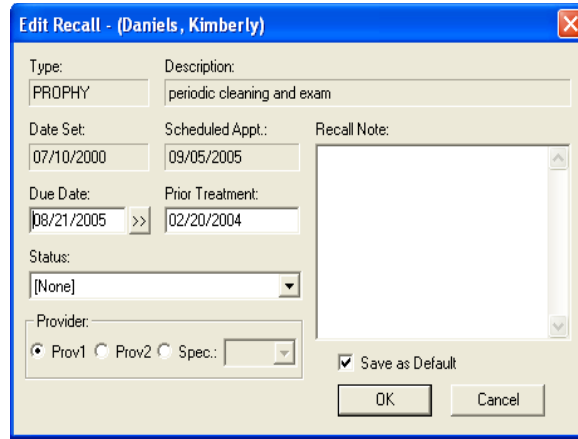 Edit Recall - (Daniels, Kimberly)
Type: Description:
PROPHY periodic cleaning and exam
Date Set: Scheduled Appt.: Recall Note:
07/10/2000 09/05/2005
Due Date: Prior Treatment:
08/21/2005 >> 02/20/2004
Status:
[None]
Provider:
Prov1 Prov2 Spec.:
Save as Default
OK Cancel